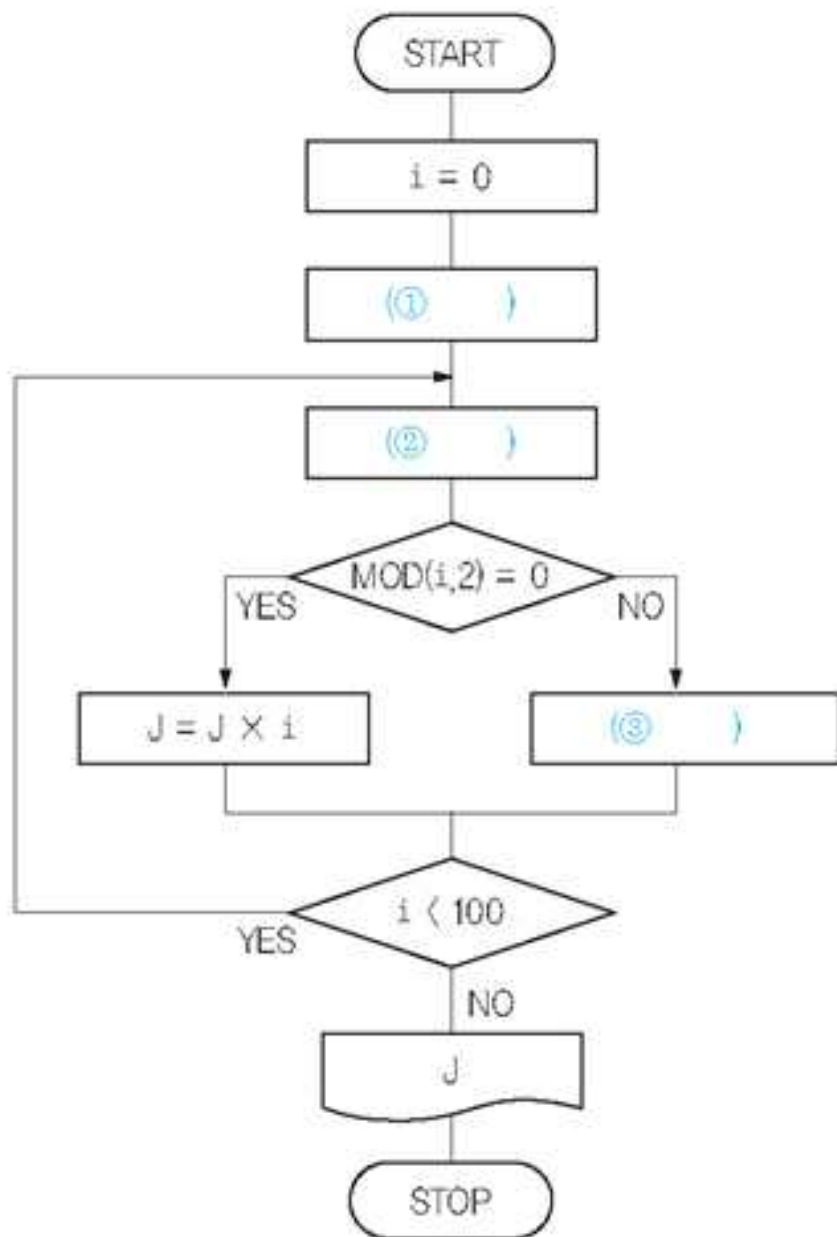 START
i = 0
(① )
(② )
MOD(i,2) = 0
YES
NO
J = J × i
(③ )
i < 100
YES
NO
J
STOP